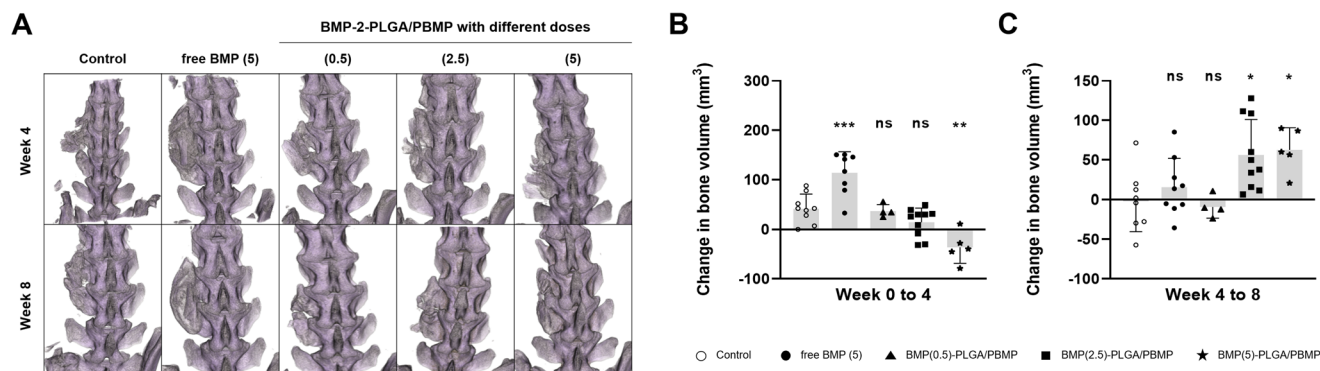 A
BMP-2-PLGA/PBMP with different doses
Control
free BMP (5)
(0.5)
(2.5)
(5)
Week 4
Week 8
B
Change in bone volume (mm³)
300
200
100
0
-100
***
ns
ns
**
Week 0 to 4
C
Change in bone volume (mm³)
150
100
50
0
-50
-100
ns
ns
*
*
Week 4 to 8
Control
free BMP (5)
BMP(0.5)-PLGA/PBMP
BMP(2.5)-PLGA/PBMP
BMP(5)-PLGA/PBMP